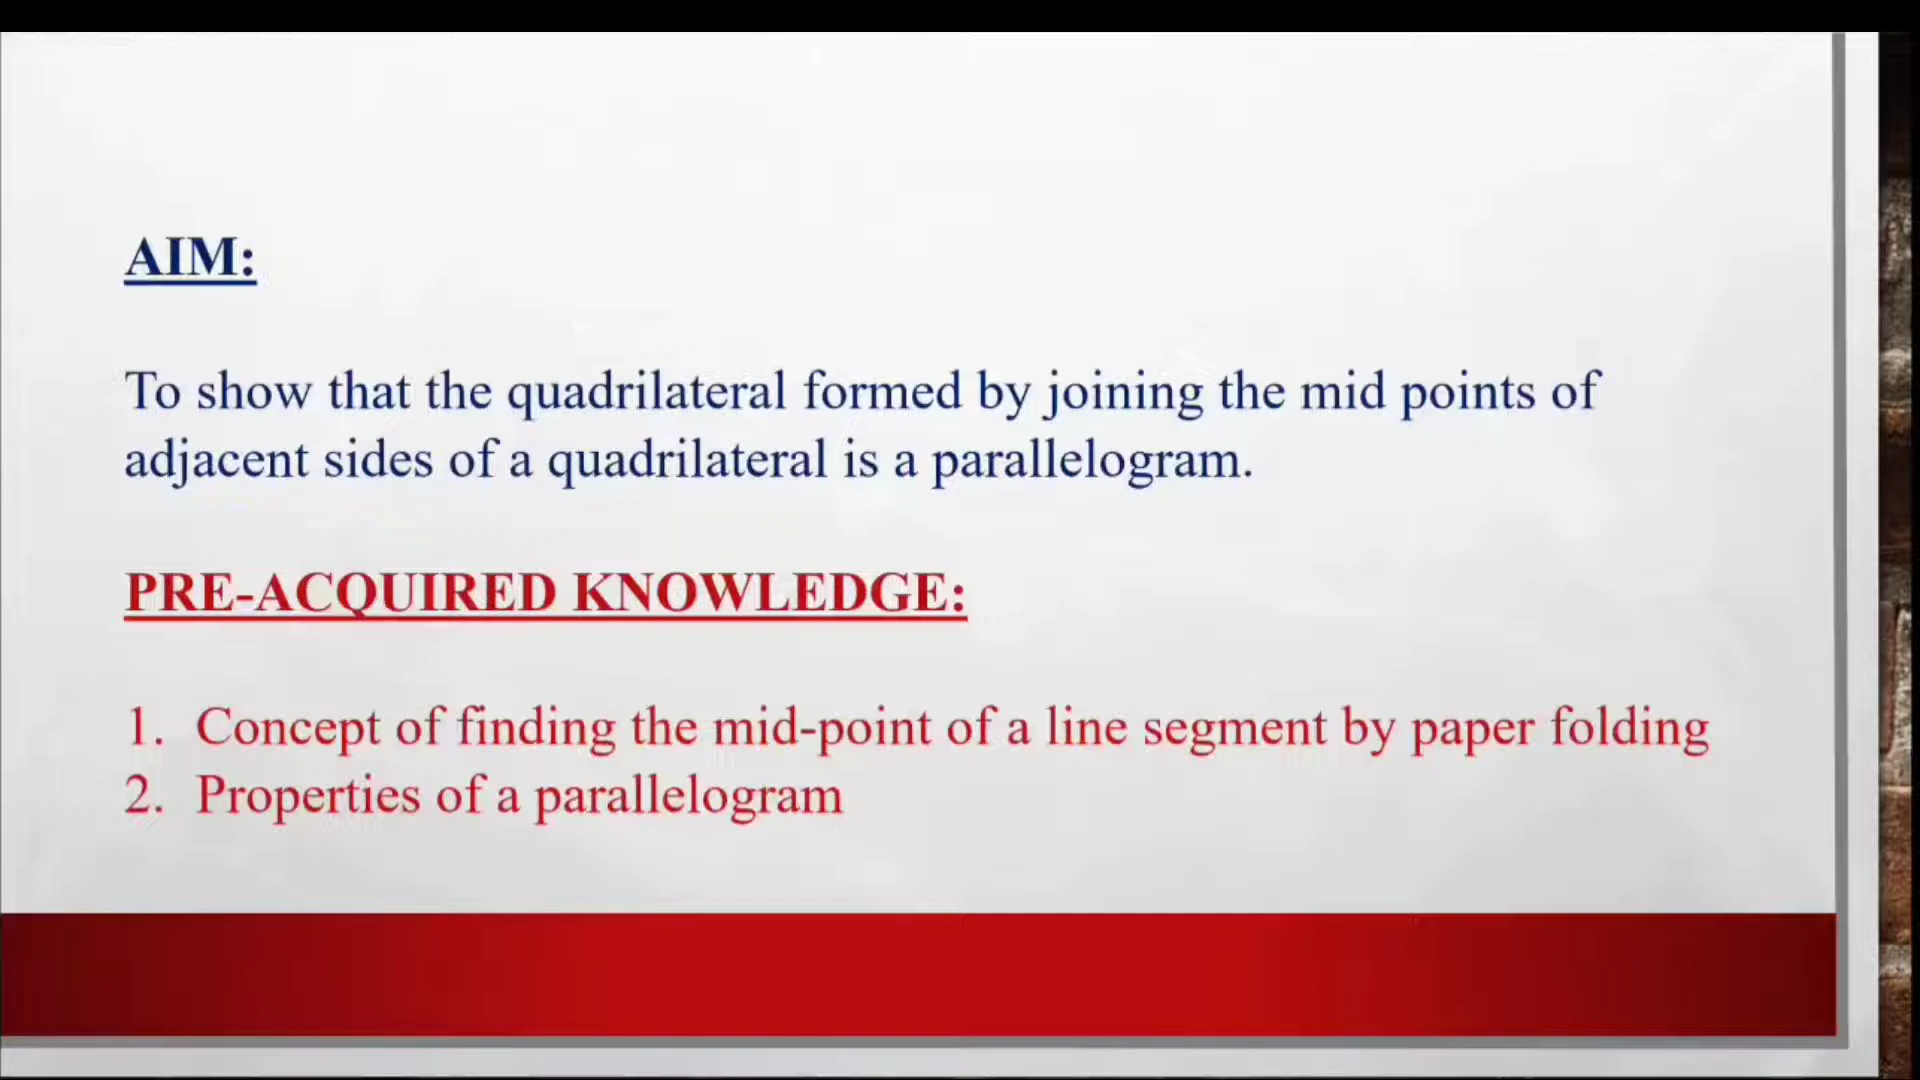 AIM:
To show that the quadrilateral formed by joining the mid points of
adjacent sides of a quadrilateral is a parallelogram.
PRE-ACQUIRED KNOWLEDGE:
1. Concept of finding the mid-point of a line segment by paper folding
2. Properties of a parallelogram